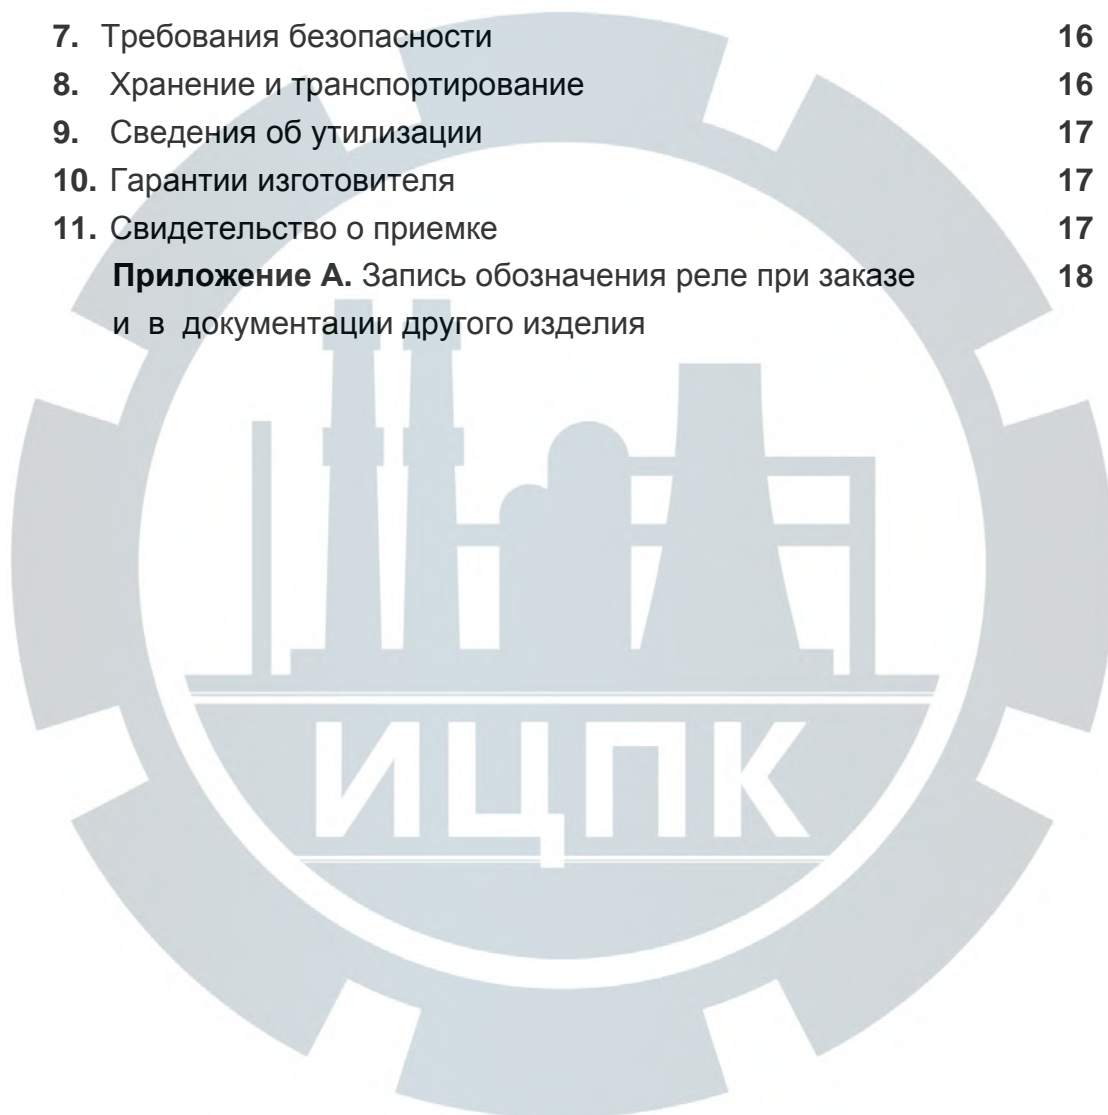 7. Требования безопасности 16
8. Хранение и транспортирование 16
9. Сведения об утилизации 17
10. Гарантии изготовителя 17
11. Свидетельство о приемке 17
Приложение А. Запись обозначения реле при заказе 18
и в документации другого изделия
ИЦПК